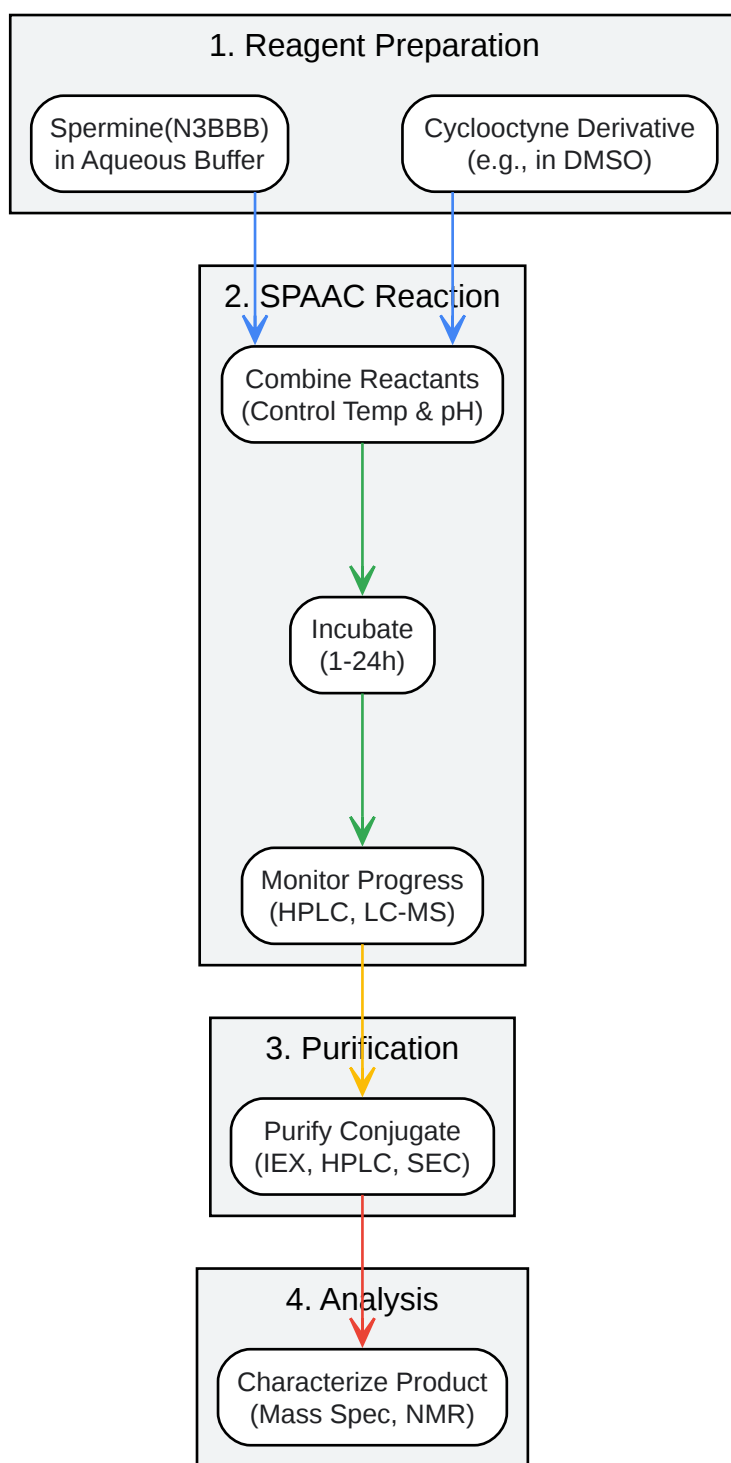 1. Reagent Preparation
Spermine(N3BBB)
in Aqueous Buffer
Cyclooctyne Derivative
(e.g., in DMSO)
2. SPAAC Reaction
Combine Reactants
(Control Temp & pH)
Incubate
(1-24h)
Monitor Progress
(HPLC, LC-MS)
3. Purification
Purify Conjugate
(IEX, HPLC, SEC)
4. Analysis
Characterize Product
(Mass Spec, NMR)